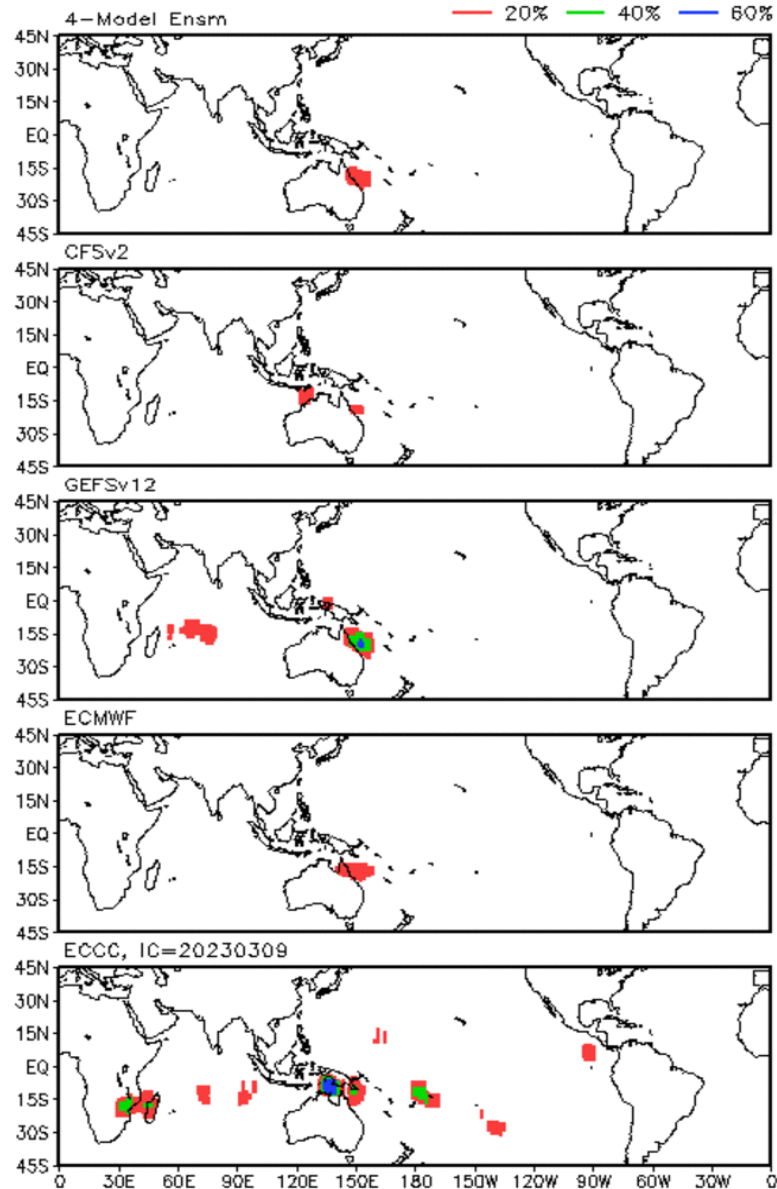 4-Model Ensm 20% 40% 60%
45N
30N
15N
EQ
15S
30S
45S
CFSv2
45N
30N
15N
EQ
15S
30S
45S
GEFSv12
45N
30N
15N
EQ
15S
30S
45S
ECMWF
45N
30N
15N
EQ
15S
30S
45S
ECCC, IC=20230309
45N
30N
15N
EQ
15S
30S
45S
0 30E 60E 90E 120E 150E 180 150W 120W 90W 60W 30W 0